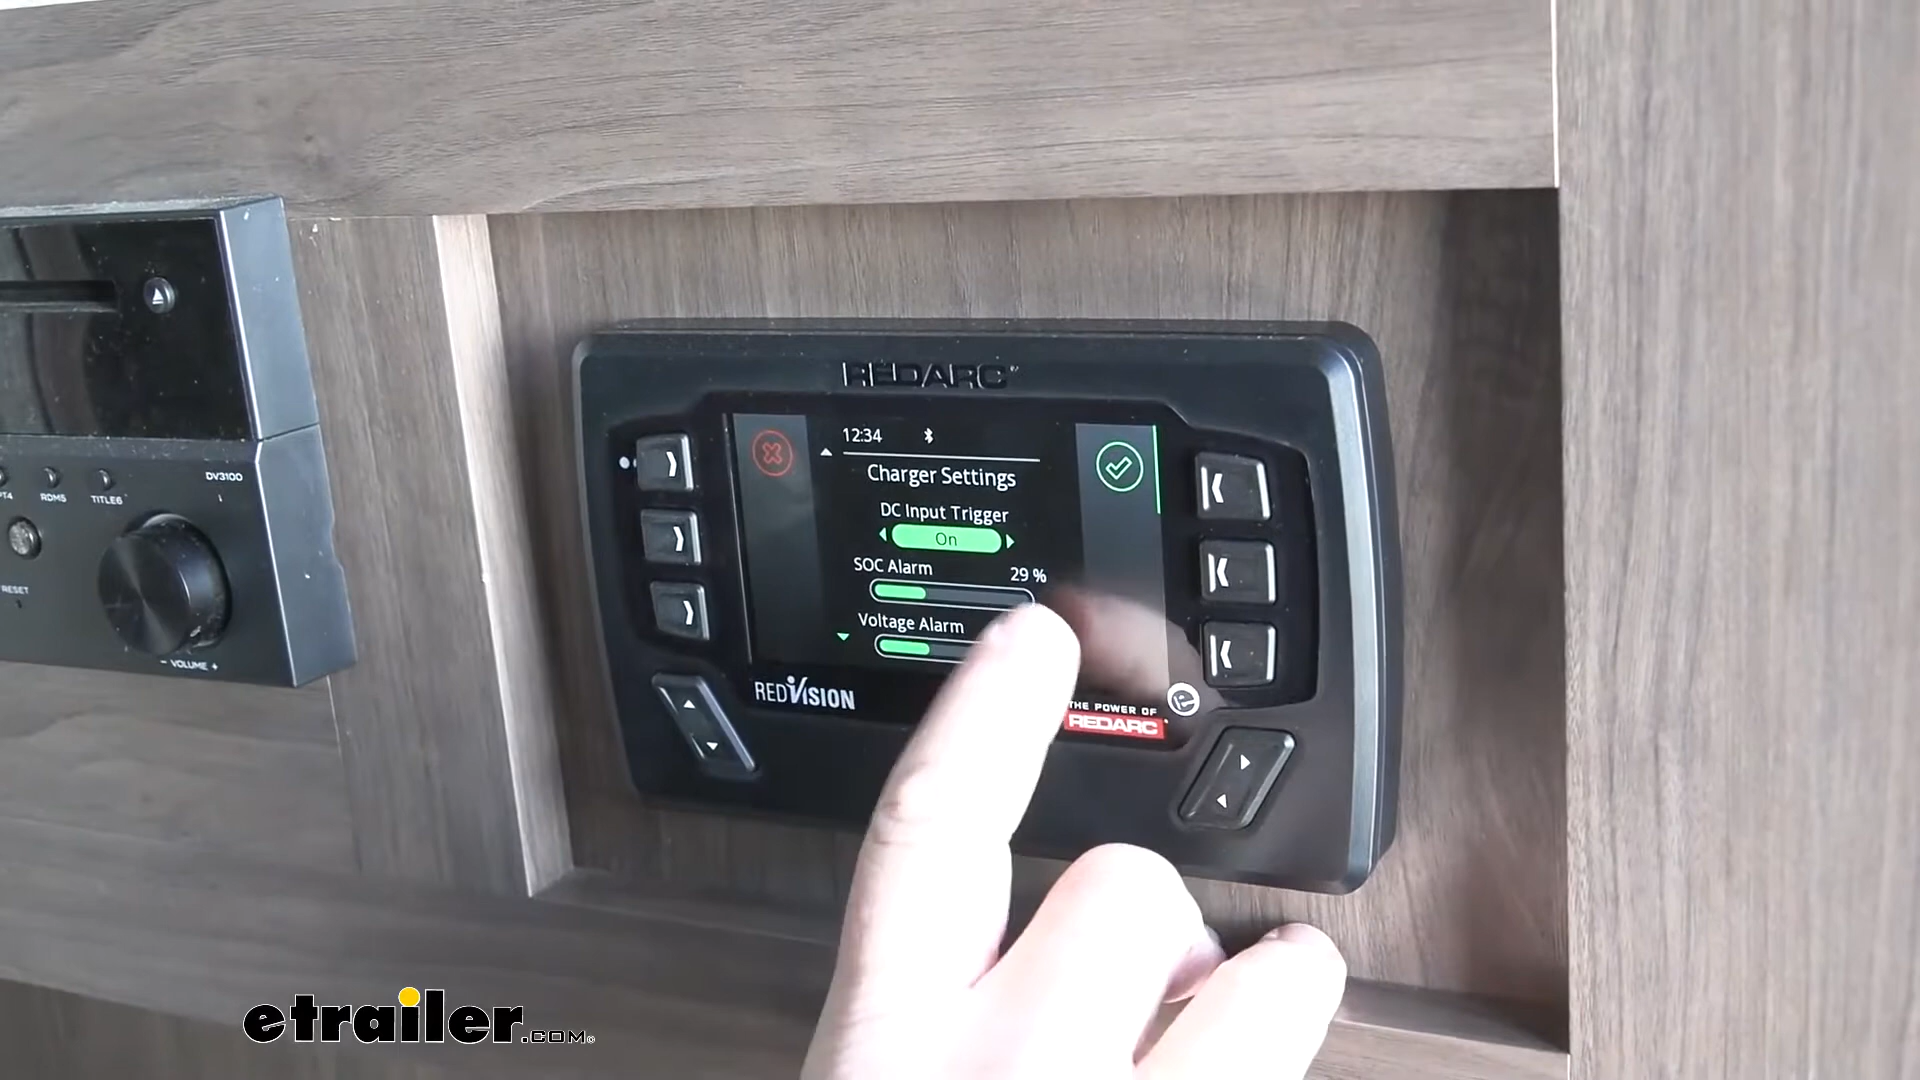 REDARC
12:34
Charger Settings
DC Input Trigger
On
SOC Alarm 29 %
Voltage Alarm
REDVISION
THE POWER OF
REDARC
DV3100
RDM5
TITLE6
RESET
- VOLUME +
etrailer.com